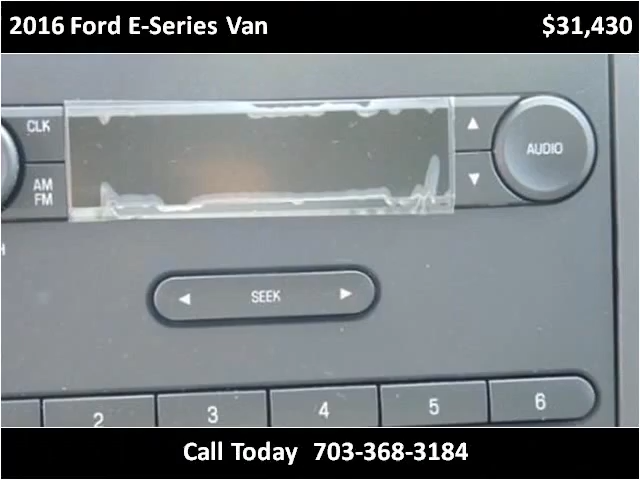 2016 Ford E-Series Van $31,430
CLK
AUDIO
AM
FM
H
SEEK
2 3 4 5 6
Call Today 703-368-3184